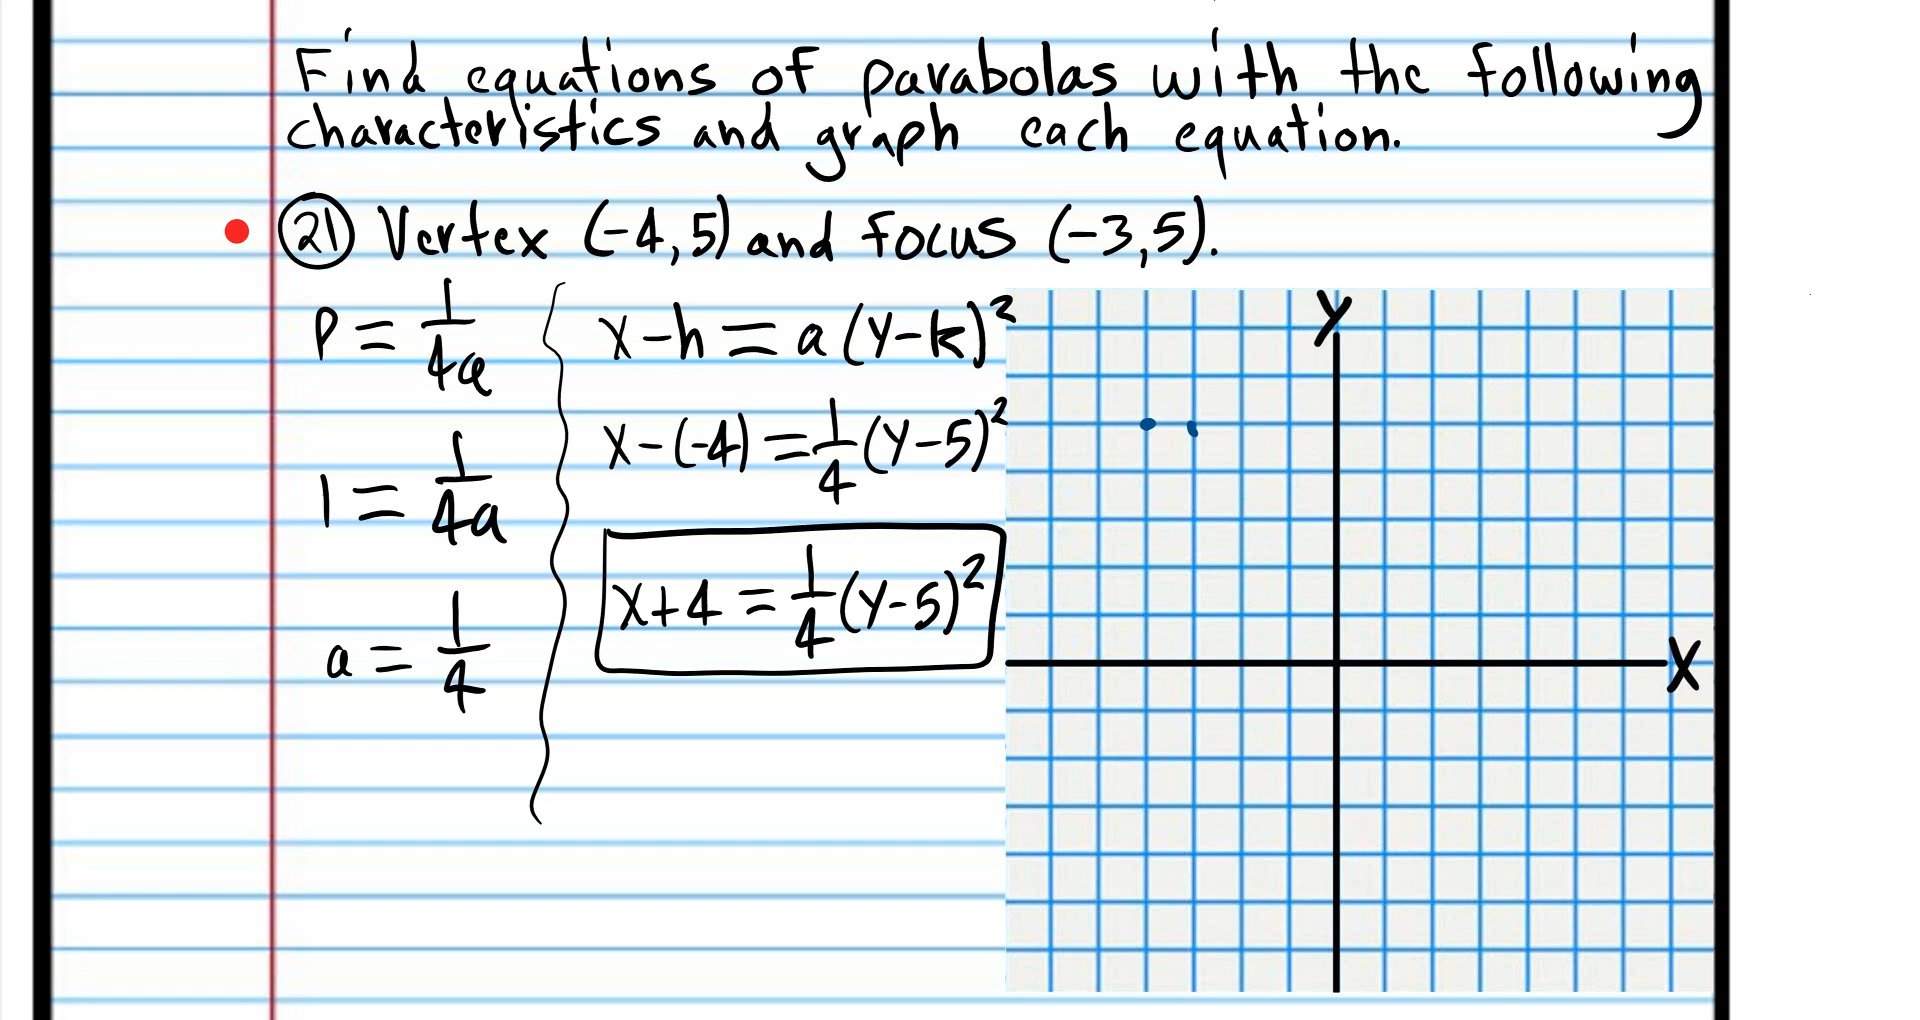 Find equations of parabolas with the following
characteristics and graph each equation.
21 Vertex (-4,5) and focus (-3,5).
P = 1/4a
x-h = a(y-k)²
Y
x-(-4) = 1/4(y-5)²
1 = 1/4a
x+4 = 1/4(y-5)²
a = 1/4
X